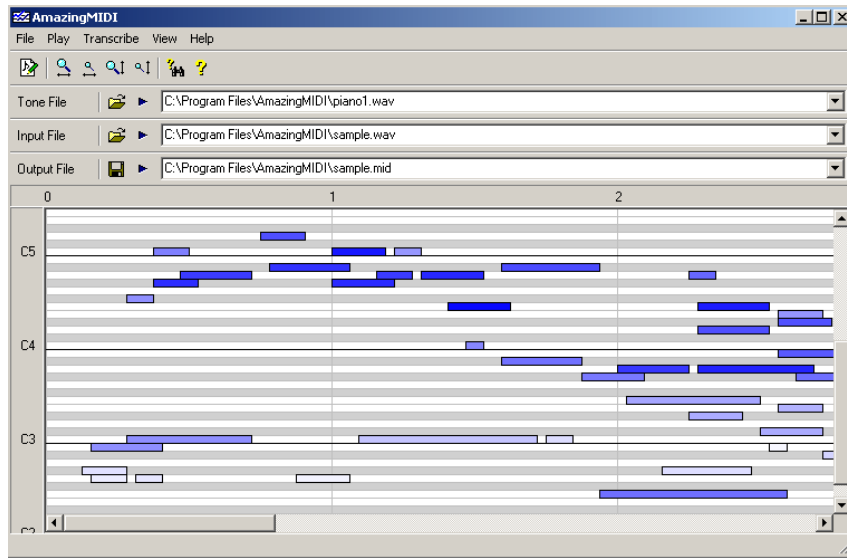 AmazingMIDI
File Play Transcribe View Help
Tone File C:\Program Files\AmazingMIDI\piano1.wav
Input File C:\Program Files\AmazingMIDI\sample.wav
Output File C:\Program Files\AmazingMIDI\sample.mid
0 1 2
C5
C4
C3
C2